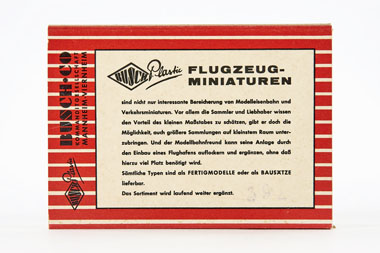 BUSCH Plastic FLUGZEUG-
MINIATUREN
sind nicht nur interessante Bereicherung von Modelleisenbahn und
Verkehrsminiaturen. Vor allem die Sammler und Liebhaber wissen
den Vorteil des kleinen Maßstabes zu schätzen, gibt er doch die
Möglichkeit, auch größere Sammlungen auf kleinstem Raum unter-
zubringen. Und der Modellbahnfreund kann seine Anlage durch
den Einbau eines Flughafens auflockern und ergänzen, ohne daß
hierzu viel Platz benötigt wird.
Sämtliche Typen sind als FERTIGMODELLE oder als BAUSÄTZE
lieferbar.
Das Sortiment wird laufend weiter ergänzt.
BUSCH·CO
KOMMANDITGESELLSCHAFT
MANNHEIM/VIERNHEIM
BUSCH Plastic